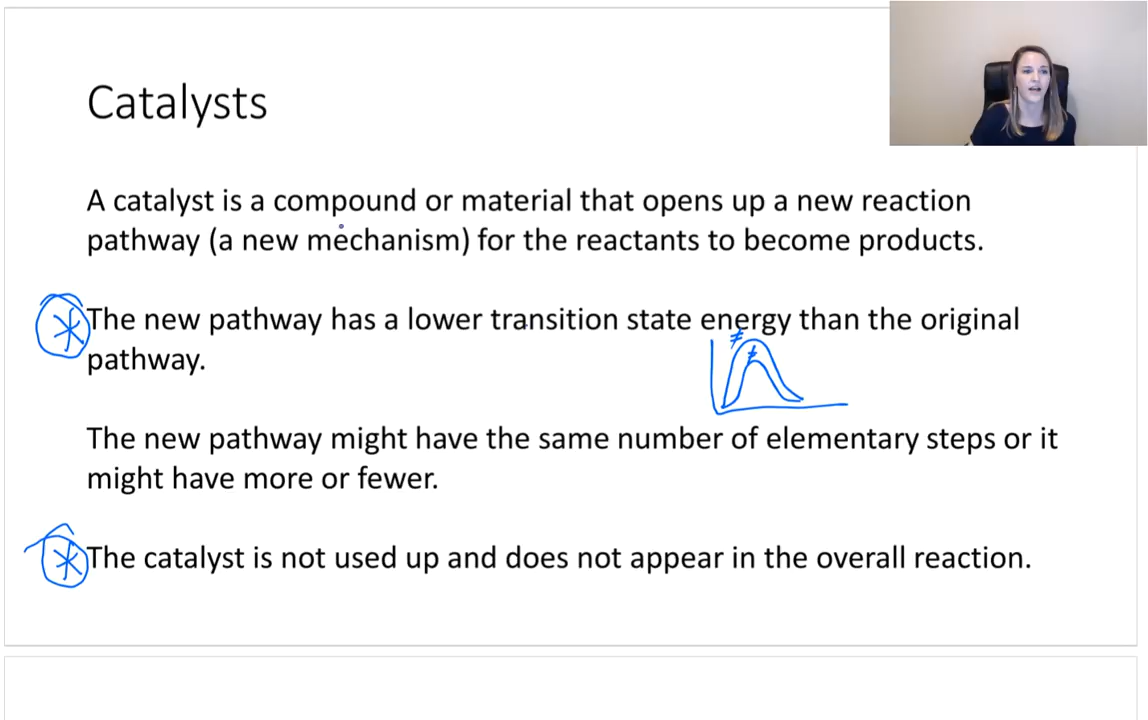 Catalysts
A catalyst is a compound or material that opens up a new reaction
pathway (a new mechanism) for the reactants to become products.
* The new pathway has a lower transition state energy than the original
pathway.
≠
≠
The new pathway might have the same number of elementary steps or it
might have more or fewer.
* The catalyst is not used up and does not appear in the overall reaction.